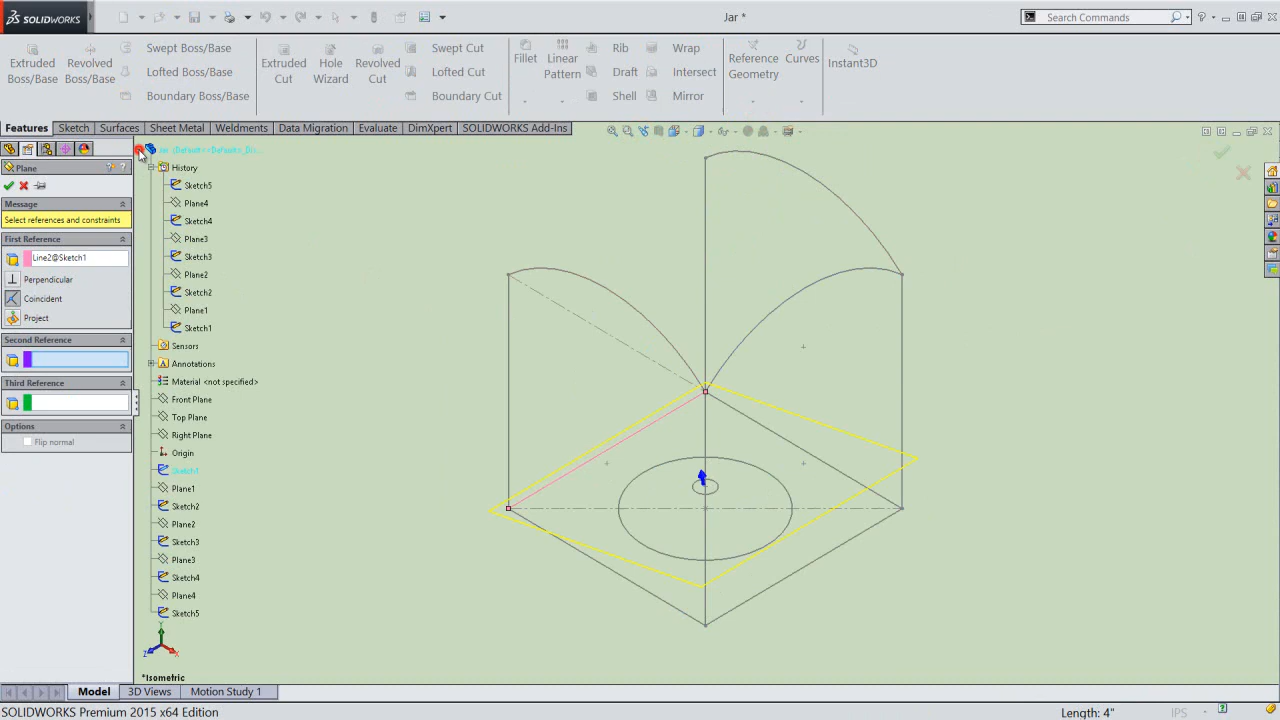 SOLIDWORKS
Jar *
Search Commands
Extruded Boss/Base
Revolved Boss/Base
Swept Boss/Base
Lofted Boss/Base
Boundary Boss/Base
Extruded Cut
Hole Wizard
Revolved Cut
Swept Cut
Lofted Cut
Boundary Cut
Fillet
Linear Pattern
Rib
Draft
Shell
Wrap
Intersect
Mirror
Reference Geometry
Curves
Instant3D
Features
Sketch
Surfaces
Sheet Metal
Weldments
Data Migration
Evaluate
DimXpert
SOLIDWORKS Add-Ins
Plane
Message
Select references and constraints
First Reference
Line2@Sketch1
Perpendicular
Coincident
Project
Second Reference
Third Reference
Options
Flip normal
History
Sketch5
Plane4
Sketch4
Plane3
Sketch3
Plane2
Sketch2
Plane1
Sketch1
Sensors
Annotations
Material <not specified>
Front Plane
Top Plane
Right Plane
Origin
Sketch1
Plane1
Sketch2
Plane2
Sketch3
Plane3
Sketch4
Plane4
Sketch5
Y
Z
X
*Isometric
Model
3D Views
Motion Study 1
SOLIDWORKS Premium 2015 x64 Edition
Length: 4"
IPS